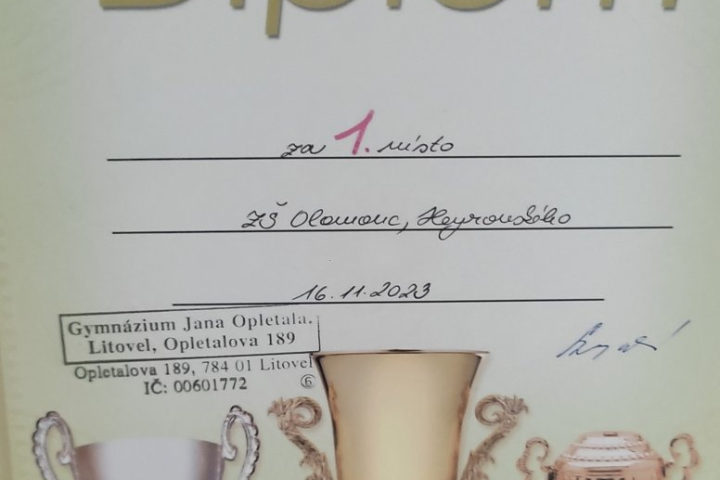 Diplom
za 1. místo
ZŠ Olomouc, Heyrovského
16.11.2023
Gymnázium Jana Opletala.
Litovel, Opletalova 189
Opletalova 189, 784 01 Litovel
IČ: 00601772
6